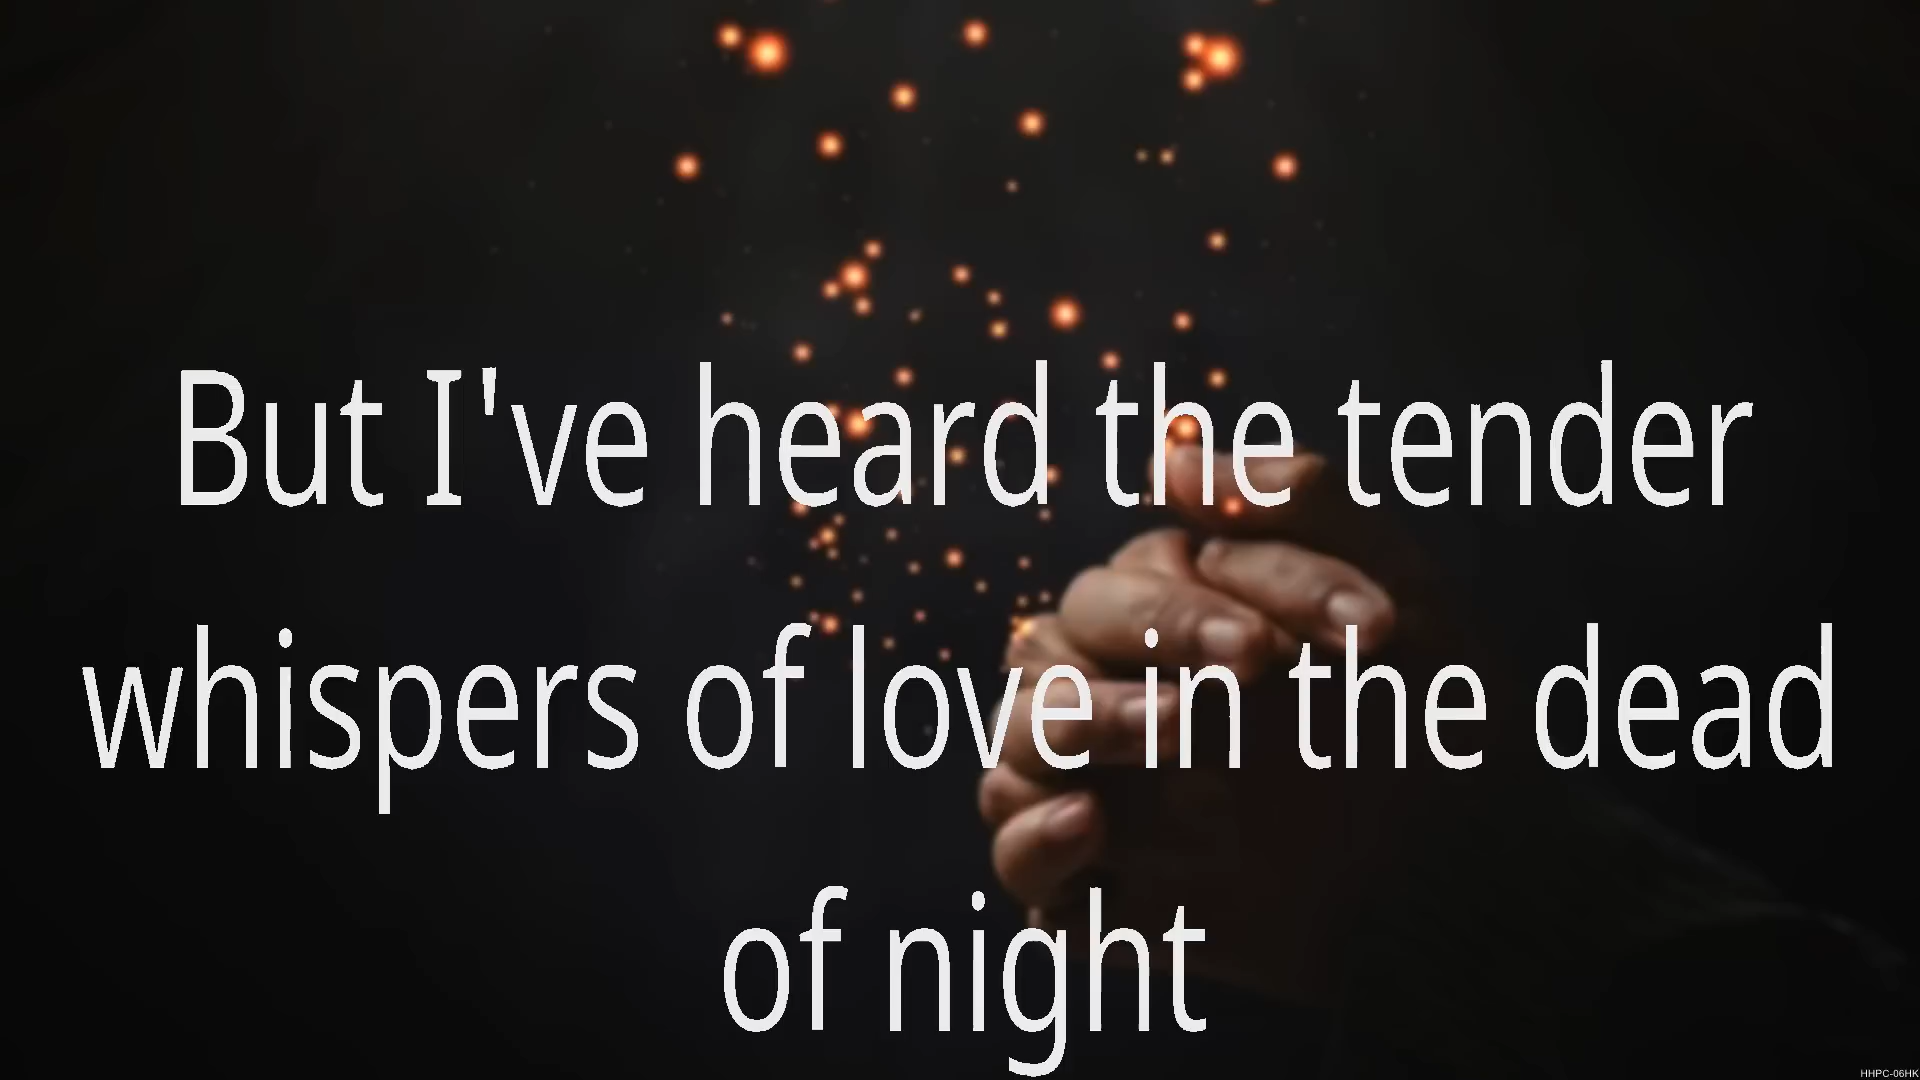 But I've heard the tender
whispers of love in the dead
of night
HHPC-06HK